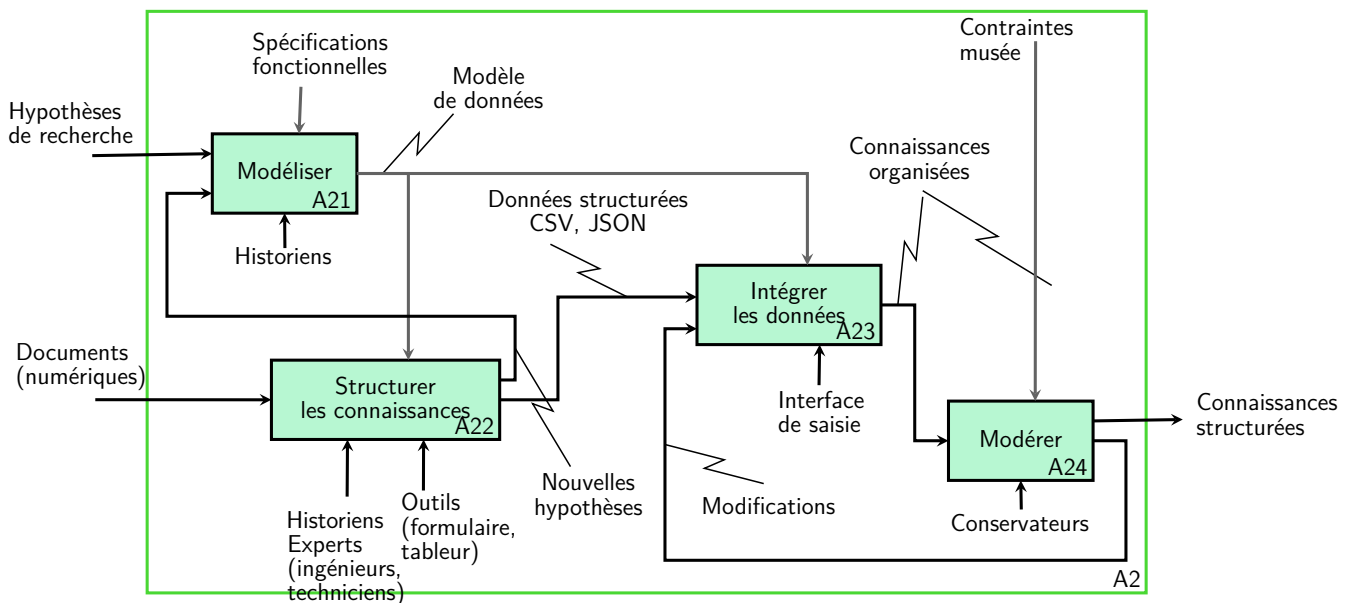 Spécifications
fonctionnelles
Contraintes
musée
Modèle
de données
Hypothèses
de recherche
Modéliser
A21
Connaissances
organisées
Données structurées
CSV, JSON
Historiens
Intégrer
les données
A23
Documents
(numériques)
Structurer
les connaissances
A22
Interface
de saisie
Connaissances
structurées
Modérer
A24
Nouvelles
hypothèses
Modifications
Outils
(formulaire,
tableur)
Historiens
Experts
(ingénieurs,
techniciens)
Conservateurs
A2